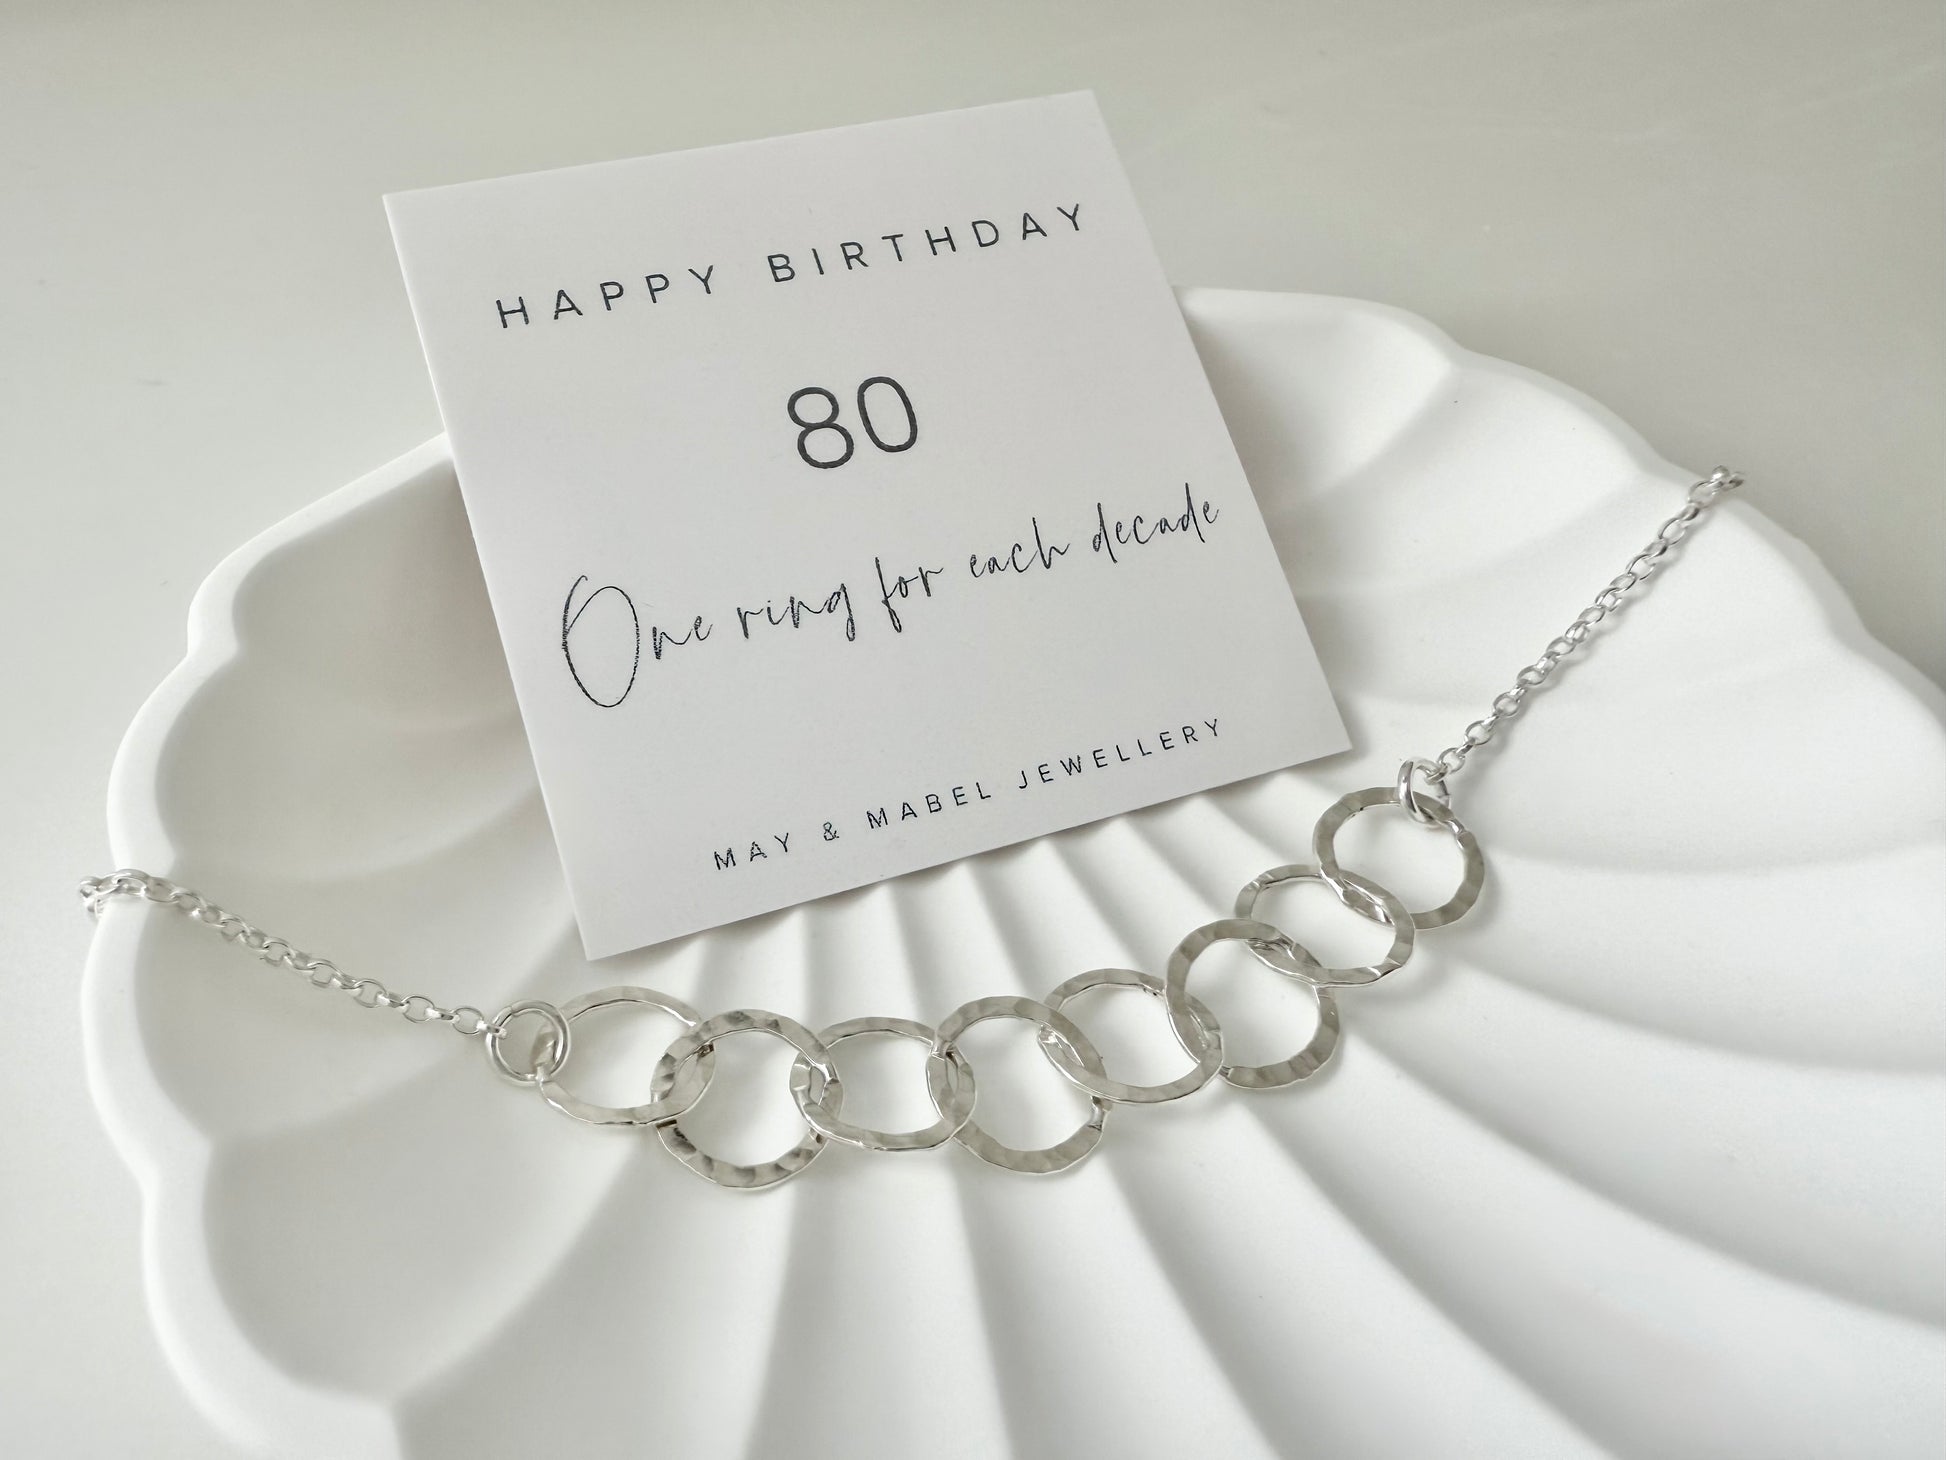 HAPPY BIRTHDAY
80
One ring for each decade
MAY & MABEL JEWELLERY